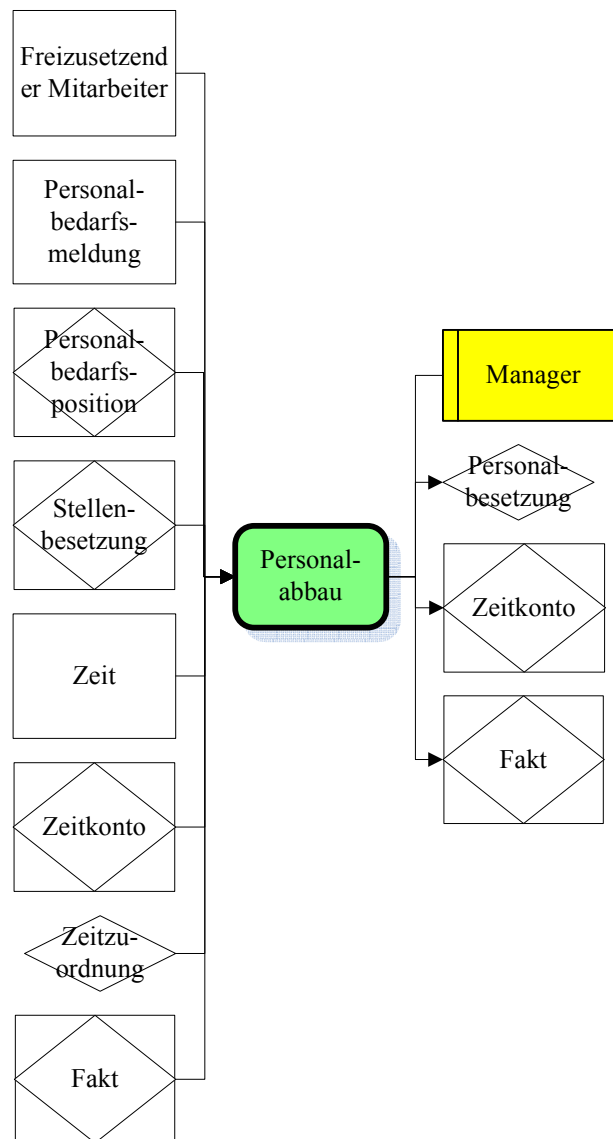 Freizusetzend
er Mitarbeiter
Personal-
bedarfs-
meldung
Personal-
bedarfs-
position
Stellen-
besetzung
Zeit
Zeitkonto
Zeitzu-
ordnung
Fakt
Personal-
abbau
Manager
Personal-
besetzung
Zeitkonto
Fakt